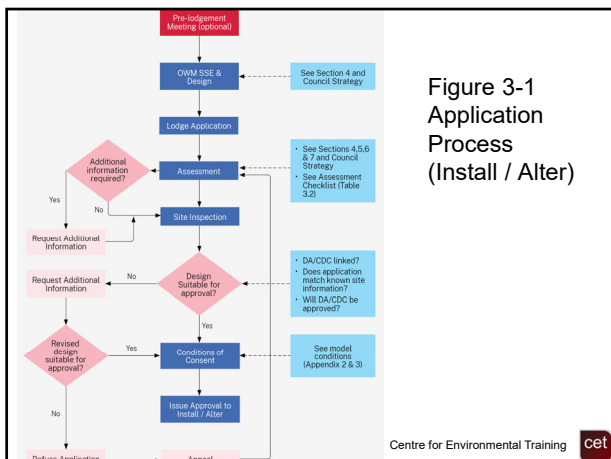 Pre-lodgement
Meeting (optional)
OWM SSE &
Design
See Section 4 and
Council Strategy
Lodge Application
Additional
information
required?
Assessment
• See Sections 4,5,6
& 7 and Council
Strategy
• See Assessment
Checklist (Table
3.2)
Yes
No
Site Inspection
Request Additional
Information
Request Additional
Information
No
Design
Suitable for
approval?
• DA/CDC linked?
• Does application
match known site
information?
• Will DA/CDC be
approved?
Yes
Revised
design
suitable for
approval?
Yes
Conditions of
Consent
See model
conditions
(Appendix 2 & 3)
No
Issue Approval to
Install / Alter
Refuse Application
Appeal
Figure 3-1
Application
Process
(Install / Alter)
Centre for Environmental Training
cet